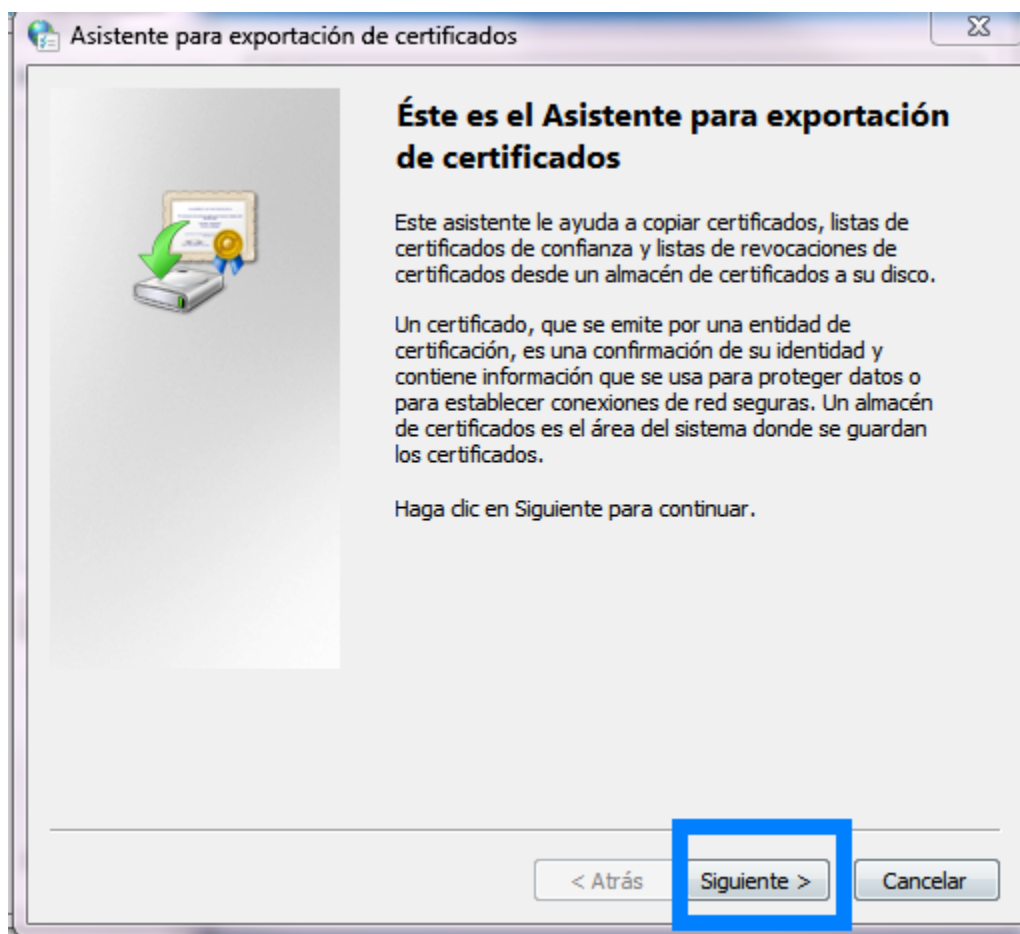 Asistente para exportación de certificados
Éste es el Asistente para exportación
de certificados
Este asistente le ayuda a copiar certificados, listas de
certificados de confianza y listas de revocaciones de
certificados desde un almacén de certificados a su disco.
Un certificado, que se emite por una entidad de
certificación, es una confirmación de su identidad y
contiene información que se usa para proteger datos o
para establecer conexiones de red seguras. Un almacén
de certificados es el área del sistema donde se guardan
los certificados.
Haga clic en Siguiente para continuar.
< Atrás Siguiente > Cancelar